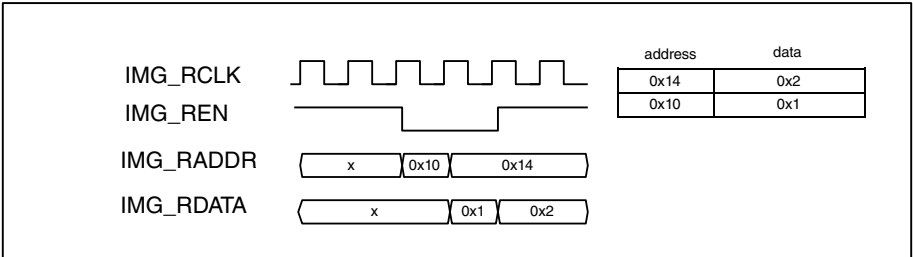 address data
IMG_RCLK
0x14 0x2
IMG_REN
0x10 0x1
IMG_RADDR x 0x10 0x14
IMG_RDATA x 0x1 0x2